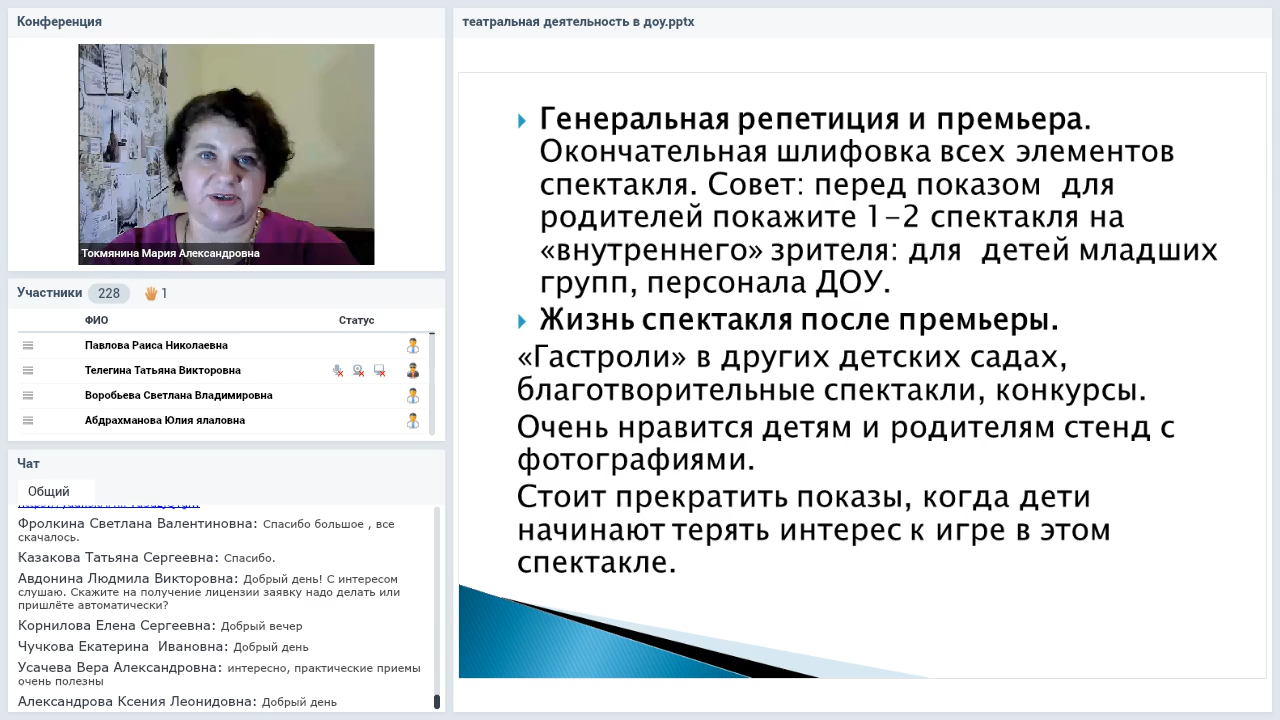 Конференция
Токмянина Мария Александровна
Участники 228 1
ФИО Статус
Павлова Раиса Николаевна
Телегина Татьяна Викторовна
Воробьева Светлана Владимировна
Абдрахманова Юлия ялаловна
Чат
Общий
Фролкина Светлана Валентиновна: Спасибо большое , все
скачалось.
Казакова Татьяна Сергеевна: Спасибо.
Авдонина Людмила Викторовна: Добрый день! С интересом
слушаю. Скажите на получение лицензии заявку надо делать или
пришлёте автоматически?
Корнилова Елена Сергеевна: Добрый вечер
Чучкова Екатерина  Ивановна: Добрый день
Усачева Вера Александровна: интересно, практические приемы
очень полезны
Александрова Ксения Леонидовна: Добрый день
театральная деятельность в доу.pptx
Генеральная репетиция и премьера.
Окончательная шлифовка всех элементов
спектакля. Совет: перед показом  для
родителей покажите 1-2 спектакля на
«внутреннего» зрителя: для  детей младших
групп, персонала ДОУ.
Жизнь спектакля после премьеры.
«Гастроли» в других детских садах,
благотворительные спектакли, конкурсы.
Очень нравится детям и родителям стенд с
фотографиями.
Стоит прекратить показы, когда дети
начинают терять интерес к игре в этом
спектакле.